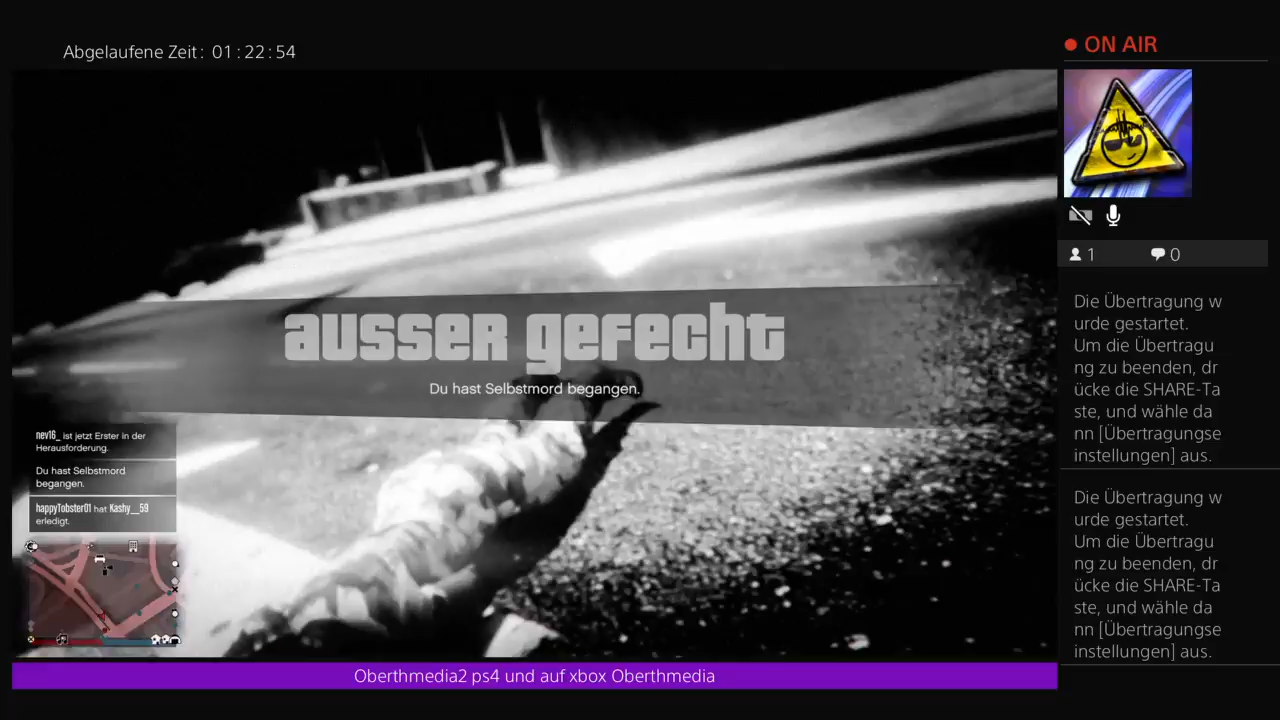 Abgelaufene Zeit: 01:22:54
ON AIR
1
0
Die Übertragung w
urde gestartet.
Um die Übertragu
ng zu beenden, dr
ücke die SHARE-Ta
ste, und wähle da
nn [Übertragungse
instellungen] aus.
Die Übertragung w
urde gestartet.
Um die Übertragu
ng zu beenden, dr
ücke die SHARE-Ta
ste, und wähle da
nn [Übertragungse
instellungen] aus.
ausser gefecht
Du hast Selbstmord begangen.
nev16_ ist jetzt Erster in der
Herausforderung.
Du hast Selbstmord
begangen.
happyTobster01 hat Kashy__59
erledigt.
Oberthmedia2 ps4 und auf xbox Oberthmedia